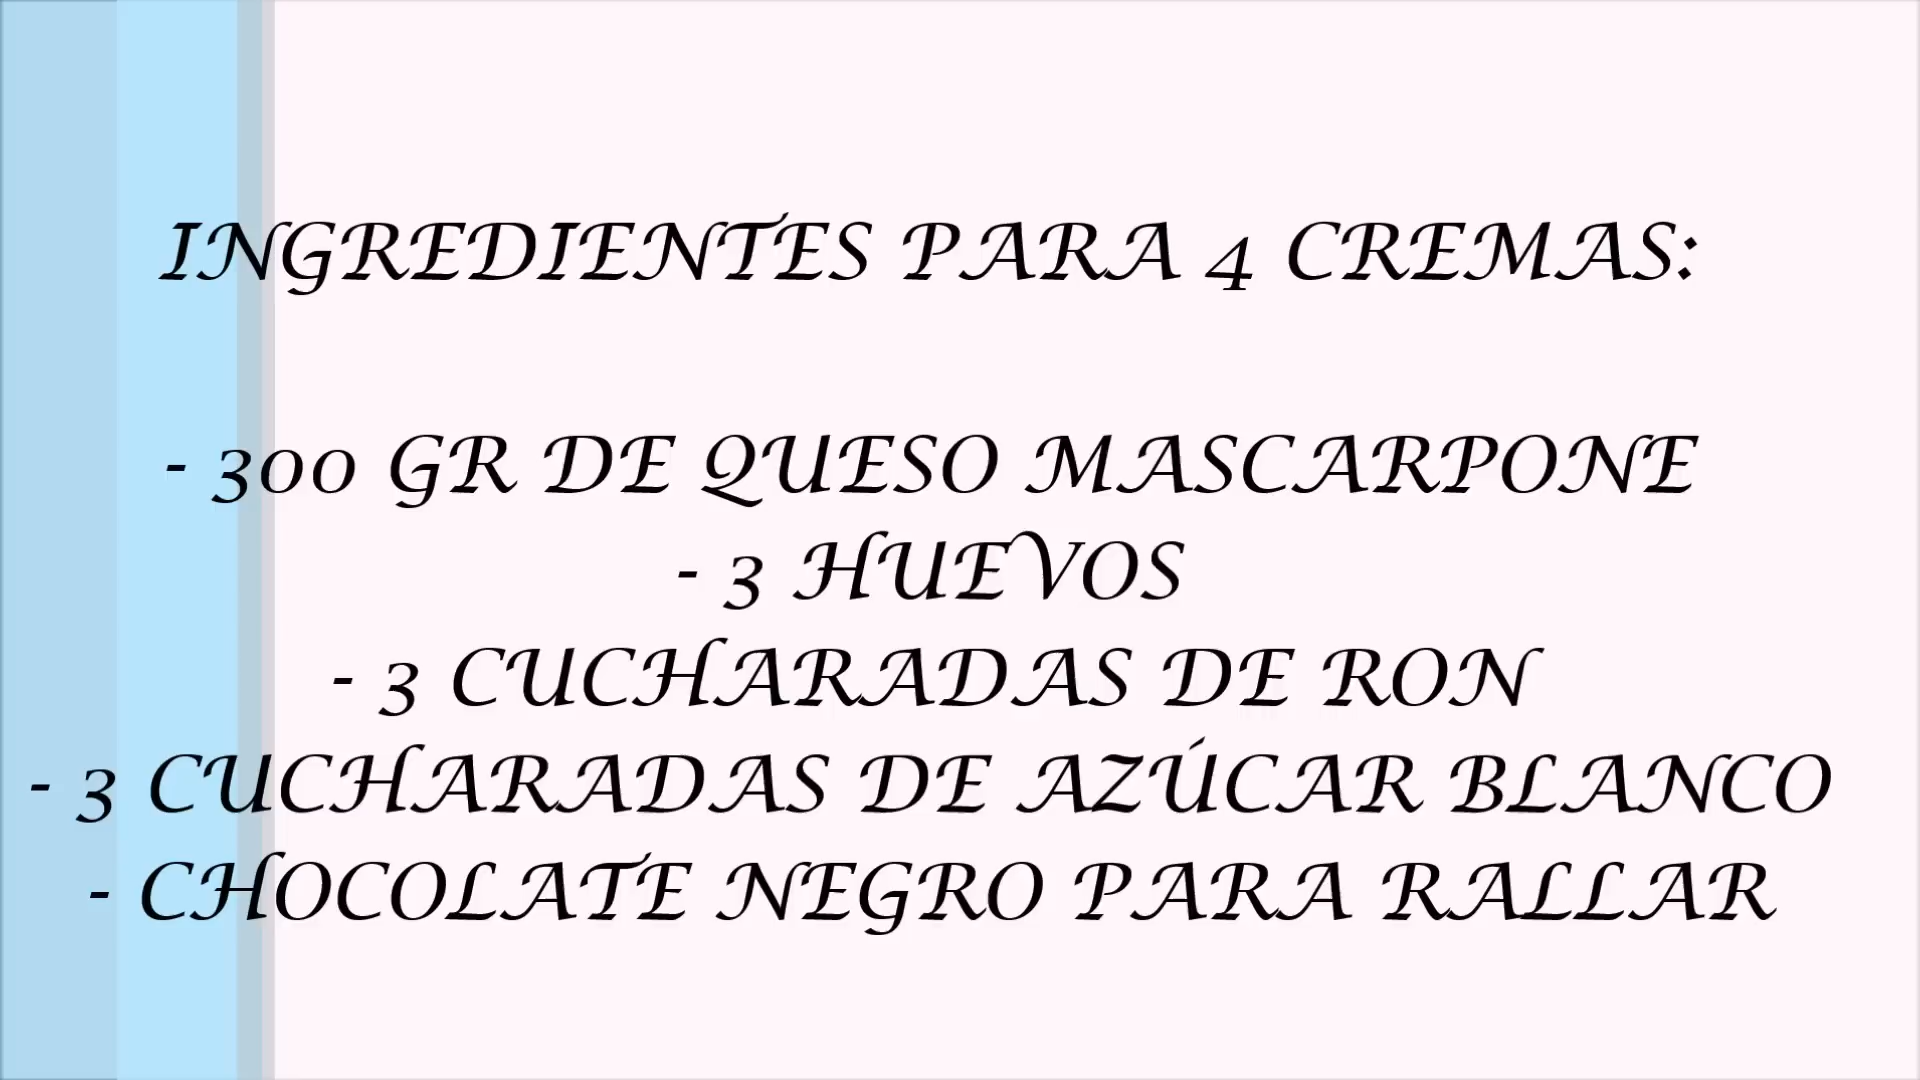 INGREDIENTES PARA 4 CREMAS:
- 300 GR DE QUESO MASCARPONE
- 3 HUEVOS
- 3 CUCHARADAS DE RON
- 3 CUCHARADAS DE AZÚCAR BLANCO
- CHOCOLATE NEGRO PARA RALLAR